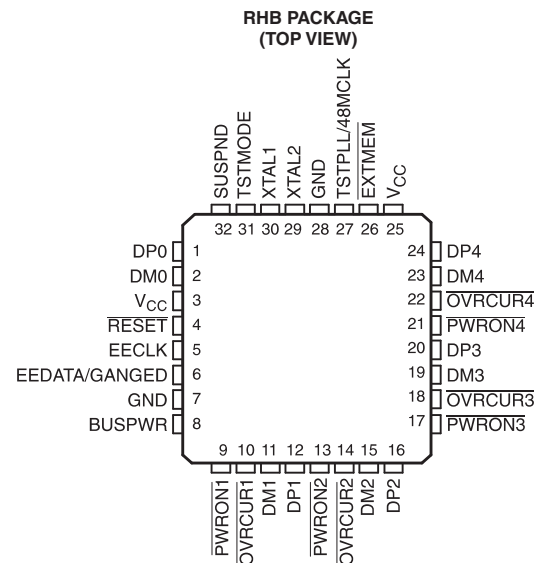 RHB PACKAGE
(TOP VIEW)
SUSPND
TSTMODE
XTAL1
XTAL2
GND
TSTPLL/48MCLK
EXTMEM
VCC
32 31 30 29 28 27 26 25
DP0 1
DM0 2
VCC 3
RESET 4
EECLK 5
EEDATA/GANGED 6
GND 7
BUSPWR 8
24 DP4
23 DM4
22 OVRCUR4
21 PWRON4
20 DP3
19 DM3
18 OVRCUR3
17 PWRON3
9 10 11 12 13 14 15 16
PWRON1
OVRCUR1
DM1
DP1
PWRON2
OVRCUR2
DM2
DP2